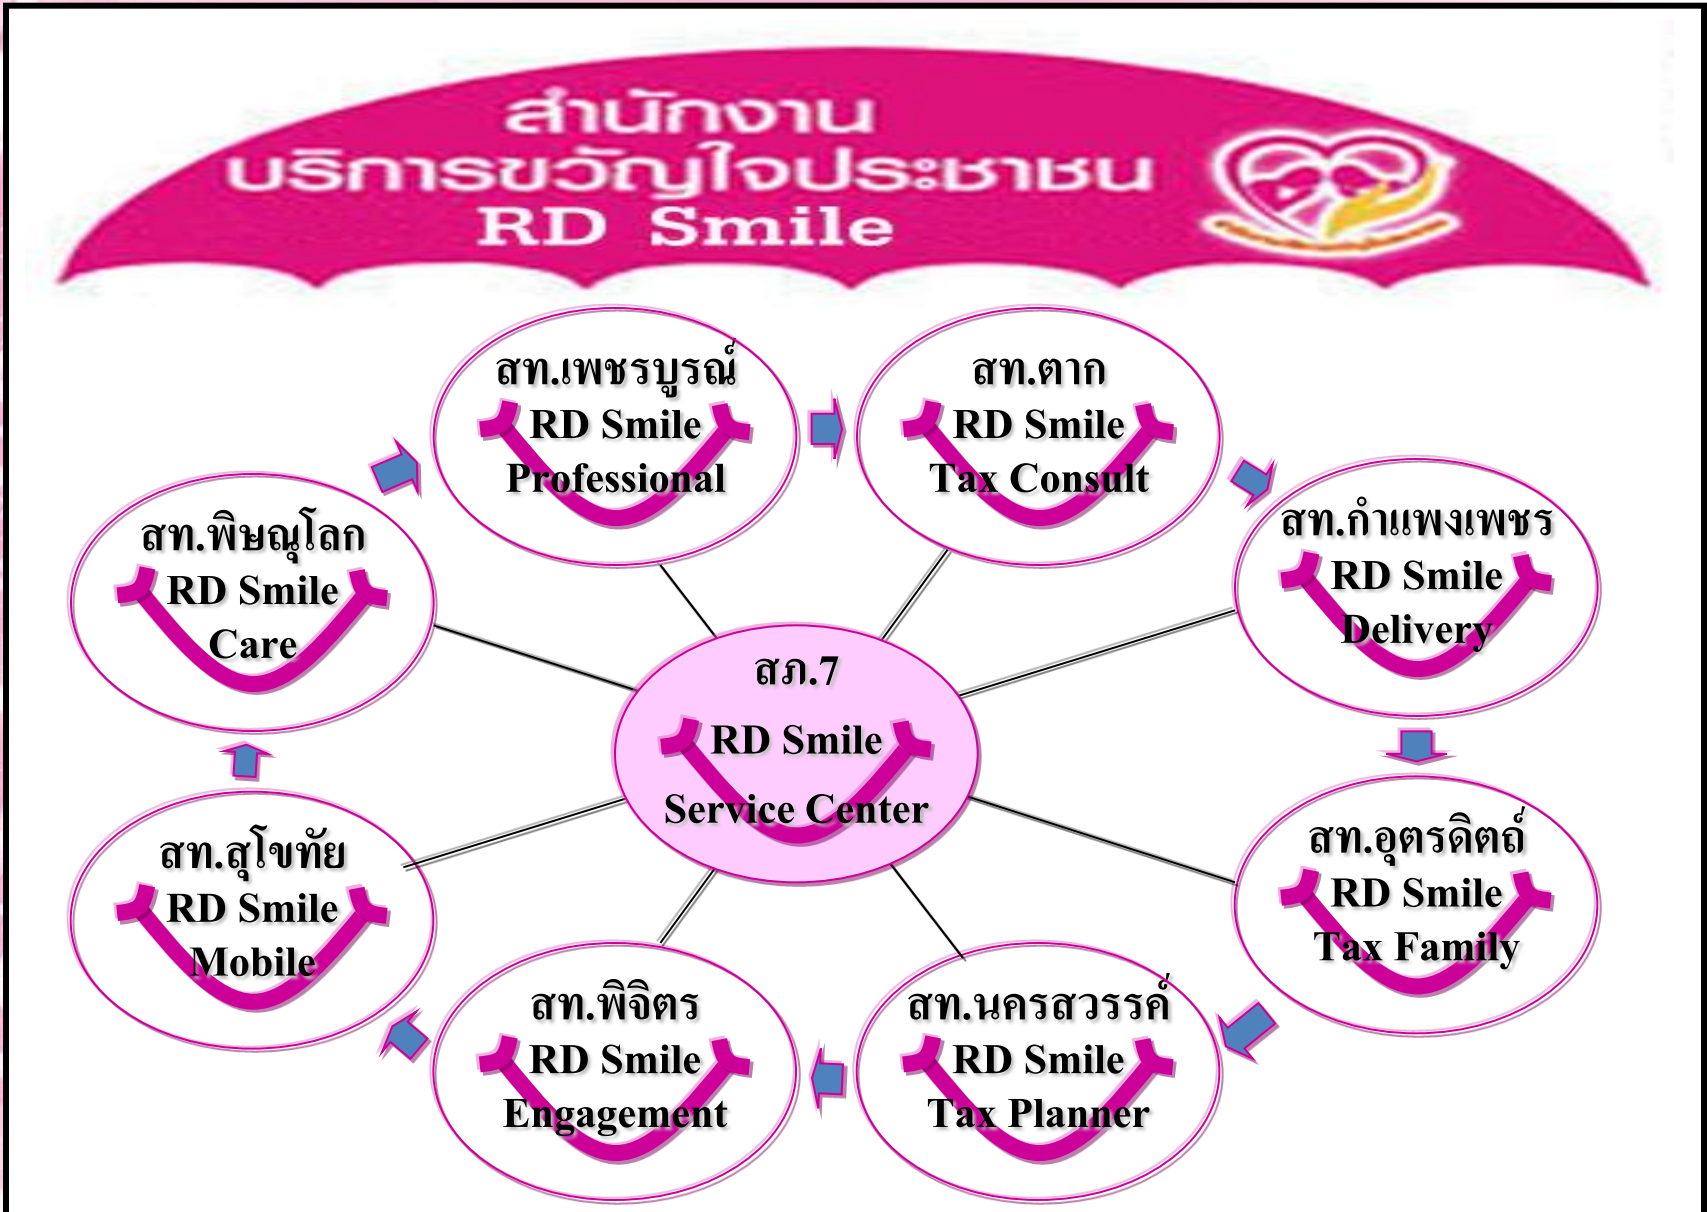 สำนักงาน
บริการขวัญใจประชาชน
RD Smile
สท.เพชรบูรณ์
RD Smile
Professional
สท.ตาก
RD Smile
Tax Consult
สท.กำแพงเพชร
RD Smile
Delivery
สท.อุตรดิตถ์
RD Smile
Tax Family
สท.นครสวรรค์
RD Smile
Tax Planner
สท.พิจิตร
RD Smile
Engagement
สท.สุโขทัย
RD Smile
Mobile
สท.พิษณุโลก
RD Smile
Care
สภ.7
RD Smile
Service Center